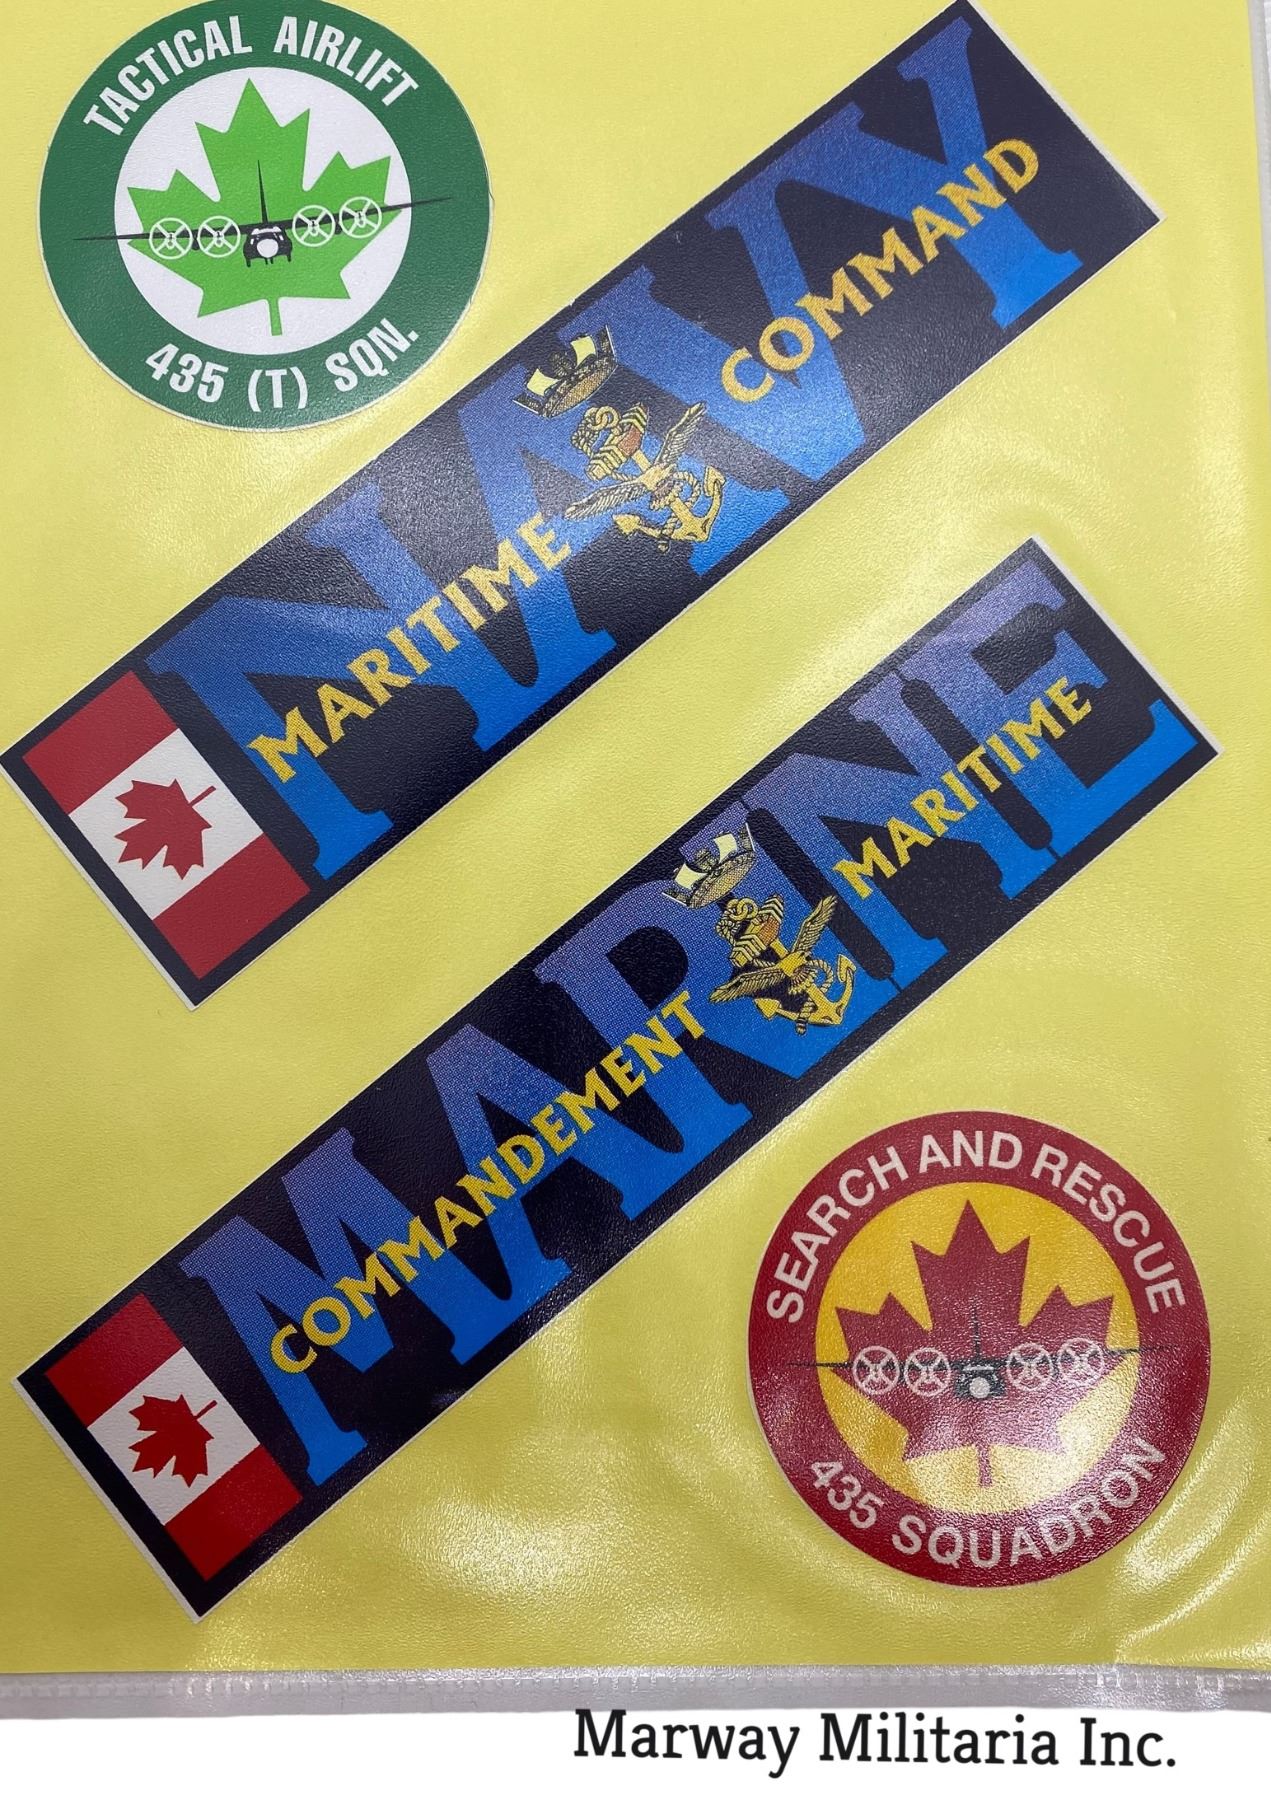 TACTICAL AIRLIFT
435 (T) SQN.
NAVY
MARITIME COMMAND
MARINE
COMMANDEMENT MARITIME
SEARCH AND RESCUE
435 SQUADRON
Marway Militaria Inc.